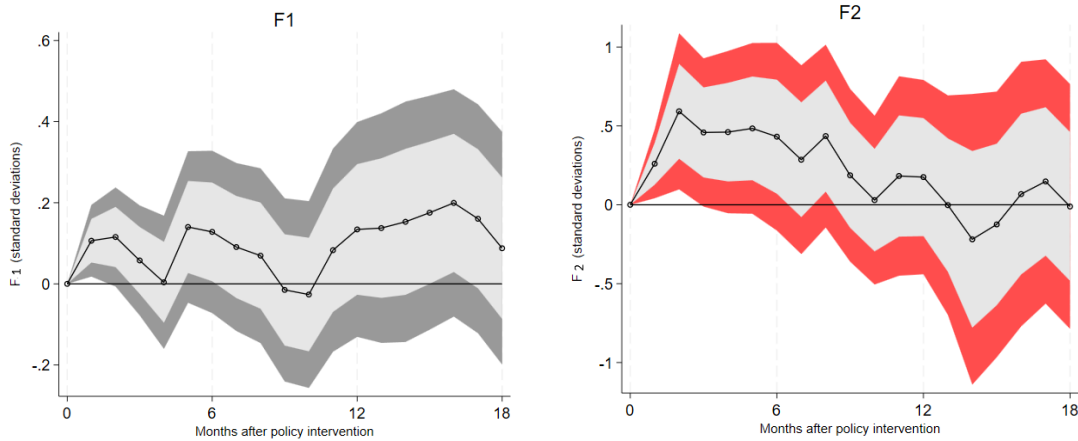 F1
.6
.4
.2
0
-.2
F 1 (standard deviations)
0 6 12 18
Months after policy intervention
F2
1
.5
0
-.5
-1
F 2 (standard deviations)
0 6 12 18
Months after policy intervention